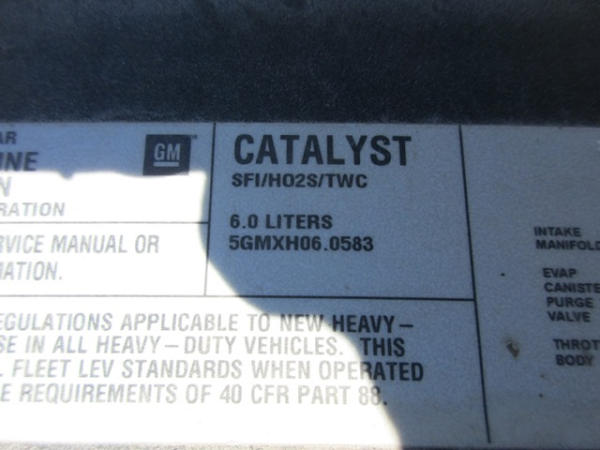 AR
INE
N
RATION
RVICE MANUAL OR
MATION.
GM
CATALYST
SFI/HO2S/TWC
6.0 LITERS
5GMXH06.0583
INTAKE
MANIFOLD
EVAP
CANISTE
PURGE
VALVE
THROT
BODY
EGULATIONS APPLICABLE TO NEW HEAVY–
SE IN ALL HEAVY–DUTY VEHICLES. THIS
L FLEET LEV STANDARDS WHEN OPERATED
E REQUIREMENTS OF 40 CFR PART 88.